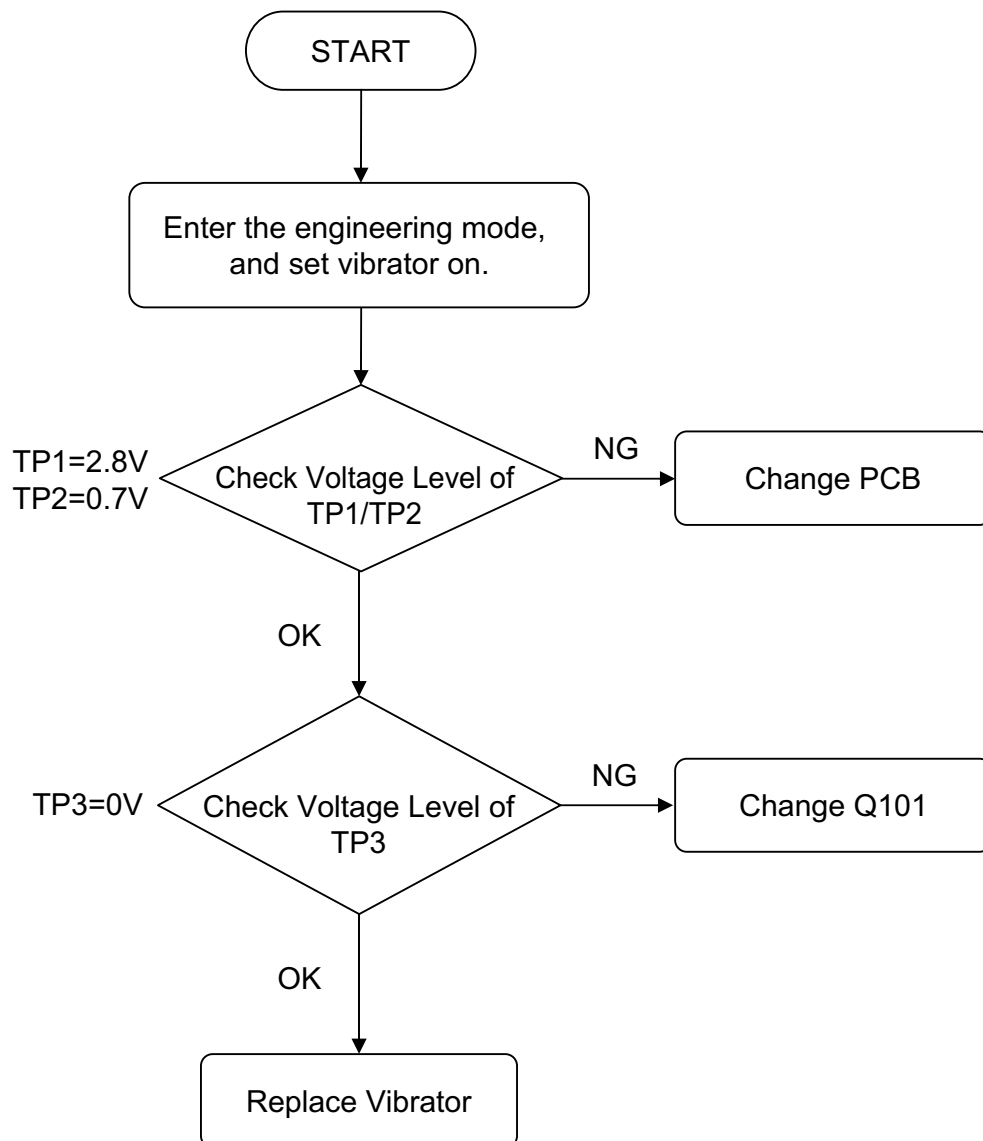 START
Enter the engineering mode,
and set vibrator on.
TP1=2.8V
TP2=0.7V
Check Voltage Level of
TP1/TP2
NG
Change PCB
OK
TP3=0V
Check Voltage Level of
TP3
NG
Change Q101
OK
Replace Vibrator